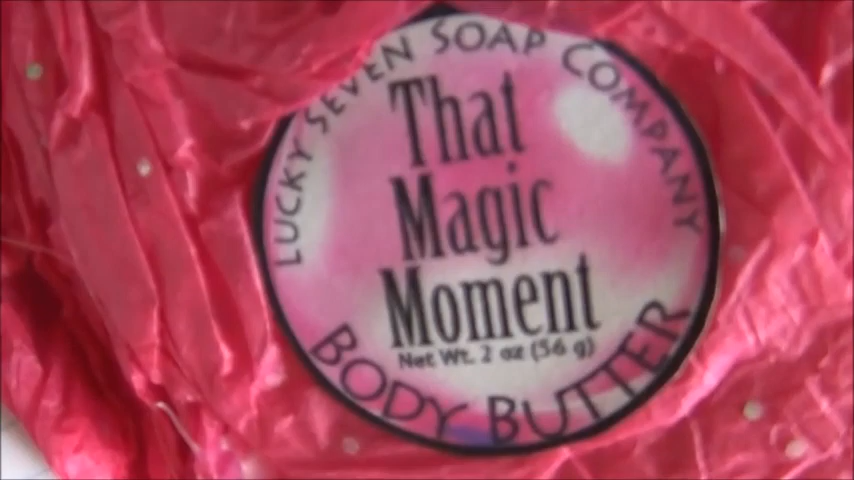 LUCKY SEVEN SOAP COMPANY
That
Magic
Moment
Net Wt. 2 oz (56 g)
BODY BUTTER